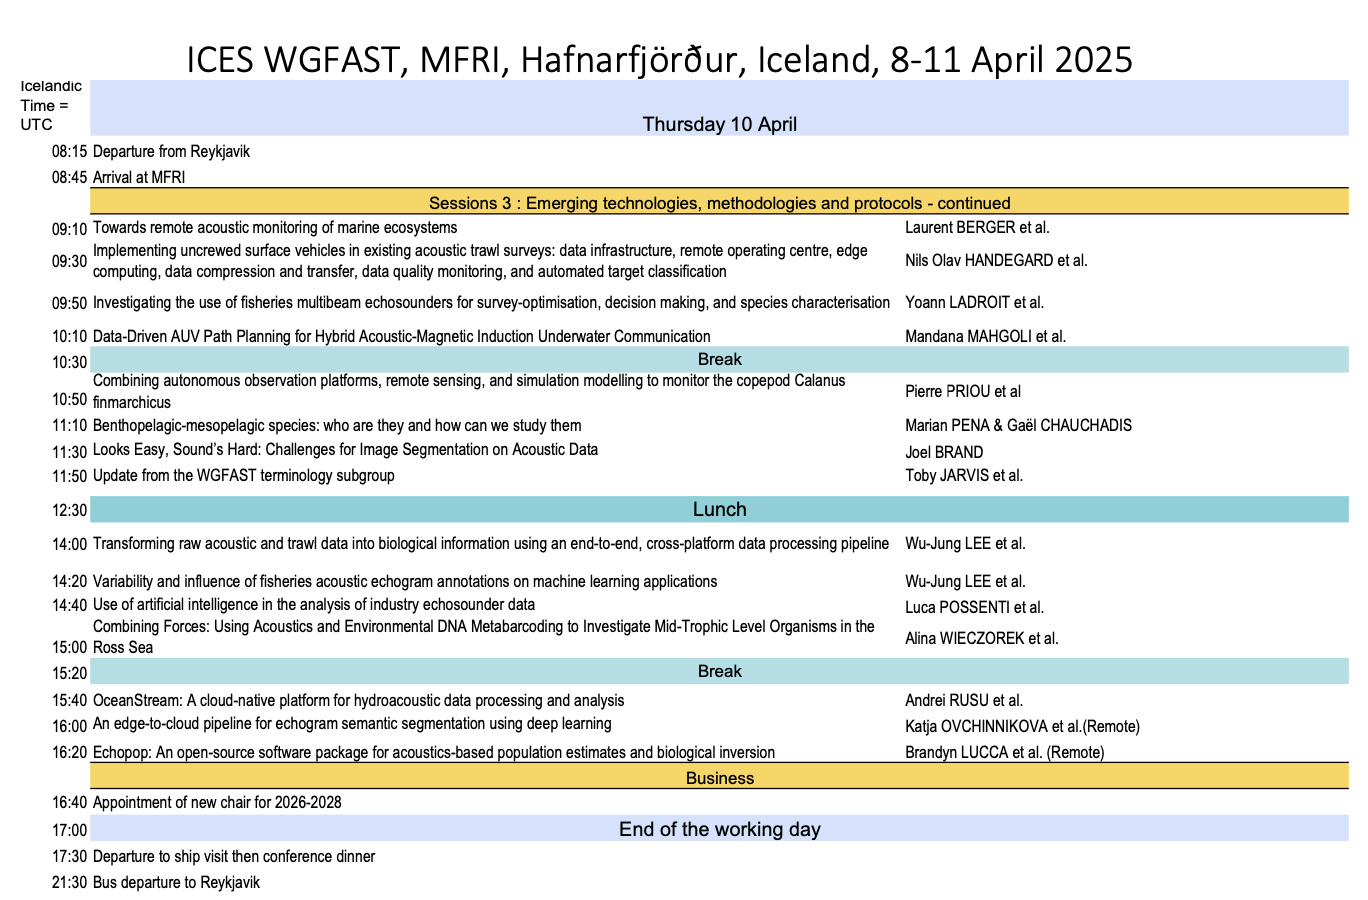 ICES WGFAST, MFRI, Hafnarfjörður, Iceland, 8-11 April 2025
Icelandic
Time =
UTC
Thursday 10 April
08:15 Departure from Reykjavik
08:45 Arrival at MFRI
Sessions 3 : Emerging technologies, methodologies and protocols - continued
09:10 Towards remote acoustic monitoring of marine ecosystems Laurent BERGER et al.
09:30 Implementing uncrewed surface vehicles in existing acoustic trawl surveys: data infrastructure, remote operating centre, edge
computing, data compression and transfer, data quality monitoring, and automated target classification Nils Olav HANDEGARD et al.
09:50 Investigating the use of fisheries multibeam echosounders for survey-optimisation, decision making, and species characterisation Yoann LADROIT et al.
10:10 Data-Driven AUV Path Planning for Hybrid Acoustic-Magnetic Induction Underwater Communication Mandana MAHGOLI et al.
10:30 Break
10:50 Combining autonomous observation platforms, remote sensing, and simulation modelling to monitor the copepod Calanus
finmarchicus Pierre PRIOU et al
11:10 Benthopelagic-mesopelagic species: who are they and how can we study them Marian PENA & Gaël CHAUCHADIS
11:30 Looks Easy, Sound's Hard: Challenges for Image Segmentation on Acoustic Data Joel BRAND
11:50 Update from the WGFAST terminology subgroup Toby JARVIS et al.
12:30 Lunch
14:00 Transforming raw acoustic and trawl data into biological information using an end-to-end, cross-platform data processing pipeline Wu-Jung LEE et al.
14:20 Variability and influence of fisheries acoustic echogram annotations on machine learning applications Wu-Jung LEE et al.
14:40 Use of artificial intelligence in the analysis of industry echosounder data Luca POSSENTI et al.
15:00 Combining Forces: Using Acoustics and Environmental DNA Metabarcoding to Investigate Mid-Trophic Level Organisms in the
Ross Sea Alina WIECZOREK et al.
15:20 Break
15:40 OceanStream: A cloud-native platform for hydroacoustic data processing and analysis Andrei RUSU et al.
16:00 An edge-to-cloud pipeline for echogram semantic segmentation using deep learning Katja OVCHINNIKOVA et al.(Remote)
16:20 Echopop: An open-source software package for acoustics-based population estimates and biological inversion Brandyn LUCCA et al. (Remote)
Business
16:40 Appointment of new chair for 2026-2028
17:00 End of the working day
17:30 Departure to ship visit then conference dinner
21:30 Bus departure to Reykjavik